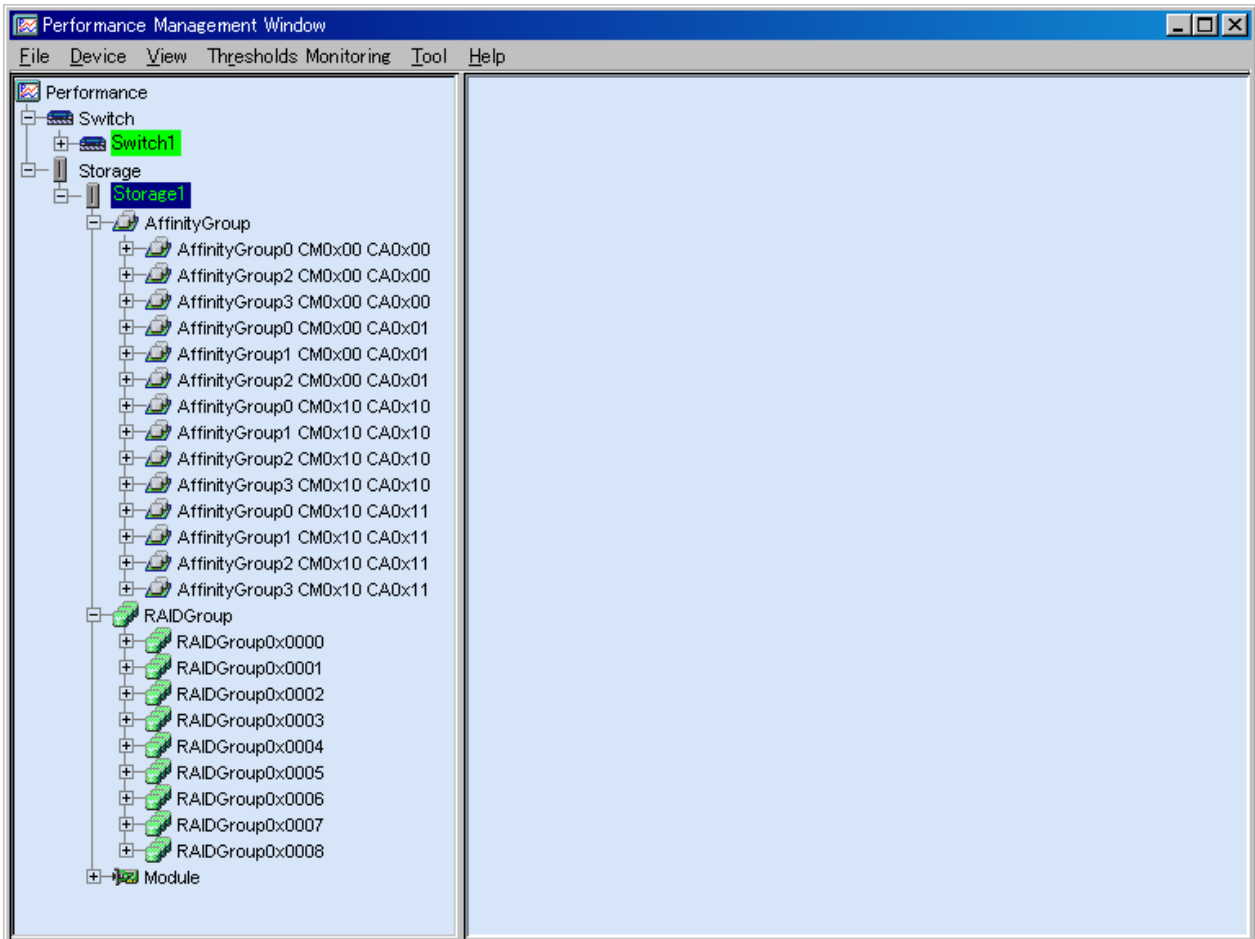 Performance Management Window
File Device View Thresholds Monitoring Tool Help
Performance
Switch
Switch1
Storage
Storage1
AffinityGroup
AffinityGroup0 CM0x00 CA0x00
AffinityGroup2 CM0x00 CA0x00
AffinityGroup3 CM0x00 CA0x00
AffinityGroup0 CM0x00 CA0x01
AffinityGroup1 CM0x00 CA0x01
AffinityGroup2 CM0x00 CA0x01
AffinityGroup0 CM0x10 CA0x10
AffinityGroup1 CM0x10 CA0x10
AffinityGroup2 CM0x10 CA0x10
AffinityGroup3 CM0x10 CA0x10
AffinityGroup0 CM0x10 CA0x11
AffinityGroup1 CM0x10 CA0x11
AffinityGroup2 CM0x10 CA0x11
AffinityGroup3 CM0x10 CA0x11
RAIDGroup
RAIDGroup0x0000
RAIDGroup0x0001
RAIDGroup0x0002
RAIDGroup0x0003
RAIDGroup0x0004
RAIDGroup0x0005
RAIDGroup0x0006
RAIDGroup0x0007
RAIDGroup0x0008
Module